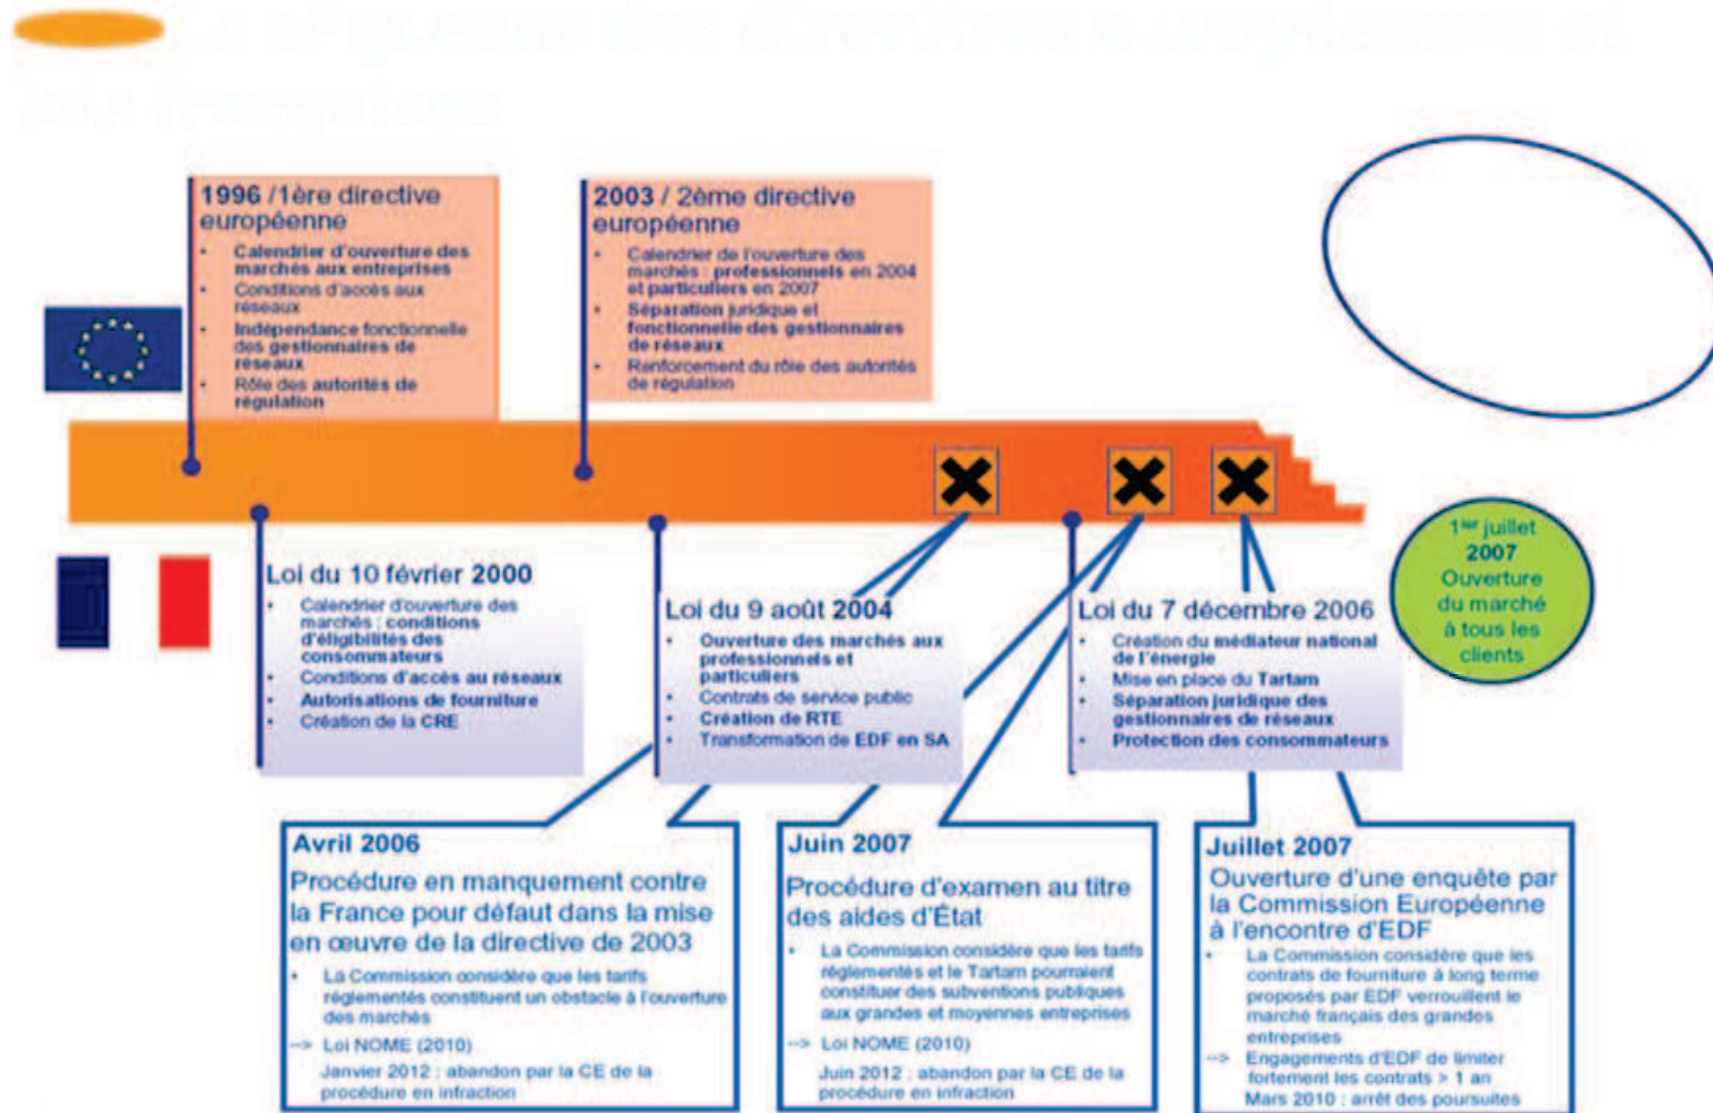 1996 /1ère directive
européenne
• Calendrier d'ouverture des
marchés aux entreprises
• Conditions d'accès aux
réseaux
• Indépendance fonctionnelle
des gestionnaires de
réseaux
• Rôle des autorités de
régulation
2003 / 2ème directive
européenne
• Calendrier de l'ouverture des
marchés : professionnels en 2004
et particuliers en 2007
• Séparation juridique et
fonctionnelle des gestionnaires
de réseaux
• Renforcement du rôle des autorités
de régulation
Loi du 10 février 2000
• Calendrier d'ouverture des
marchés : conditions
d'éligibilités des
consommateurs
• Conditions d'accès au réseaux
• Autorisations de fourniture
• Création de la CRE
Loi du 9 août 2004
• Ouverture des marchés aux
professionnels et
particuliers
• Contrats de service public
• Création de RTE
• Transformation de EDF en SA
Loi du 7 décembre 2006
• Création du médiateur national
de l'énergie
• Mise en place du Tartam
• Séparation juridique des
gestionnaires de réseaux
• Protection des consommateurs
1er juillet
2007
Ouverture
du marché
à tous les
clients
Avril 2006
Procédure en manquement contre
la France pour défaut dans la mise
en œuvre de la directive de 2003
• La Commission considère que les tarifs
réglementés constituent un obstacle à l'ouverture
des marchés
--> Loi NOME (2010)
Janvier 2012 : abandon par la CE de la
procédure en infraction
Juin 2007
Procédure d'examen au titre
des aides d'État
• La Commission considère que les tarifs
réglementés et le Tartam pourraient
constituer des subventions publiques
aux grandes et moyennes entreprises
--> Loi NOME (2010)
Juin 2012 : abandon par la CE de la
procédure en infraction
Juillet 2007
Ouverture d'une enquête par
la Commission Européenne
à l'encontre d'EDF
• La Commission considère que les
contrats de fourniture à long terme
proposés par EDF verrouillent le
marché français des grandes
entreprises
--> Engagements d'EDF de limiter
fortement les contrats > 1 an
Mars 2010 : arrêt des poursuites